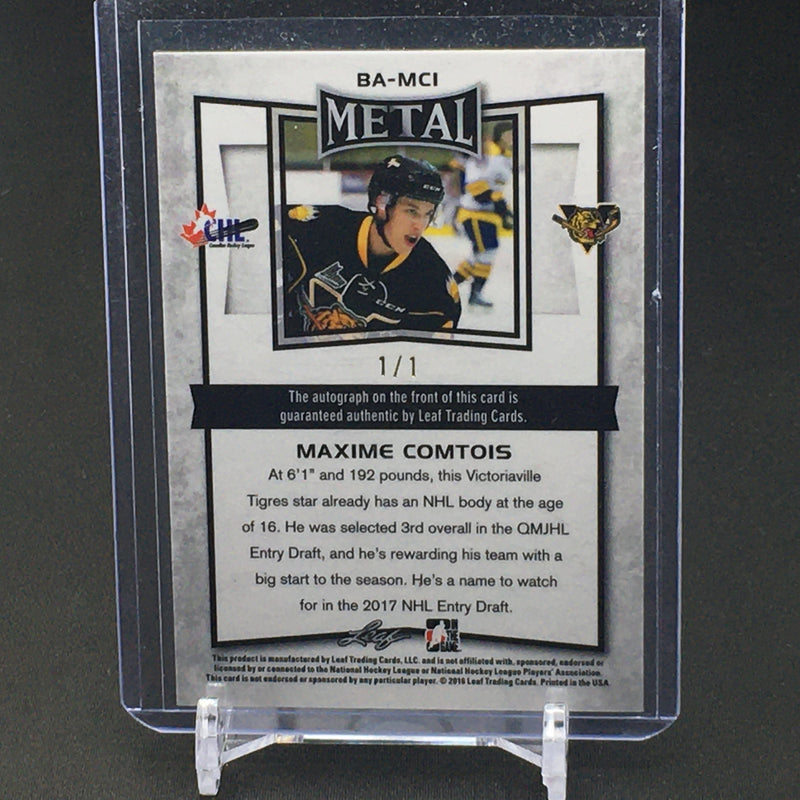 BA-MCI
METAL
CCM
CHL
Canadian Hockey League
V
CCM
1/1
The autograph on the front of this card is
guaranteed authentic by Leaf Trading Cards.
MAXIME COMTOIS
At 6'1" and 192 pounds, this Victoriaville
Tigres star already has an NHL body at the age
of 16. He was selected 3rd overall in the QMJHL
Entry Draft, and he's rewarding his team with a
big start to the season. He's a name to watch
for in the 2017 NHL Entry Draft.
Leaf
IN THE GAME
This product is manufactured by Leaf Trading Cards, LLC. and is not affiliated with, sponsored, endorsed or
licensed by or connected to the National Hockey League or National Hockey League Players' Association.
This card is not endorsed or sponsored by any particular player. © 2016 Leaf Trading Cards. Printed in the USA.